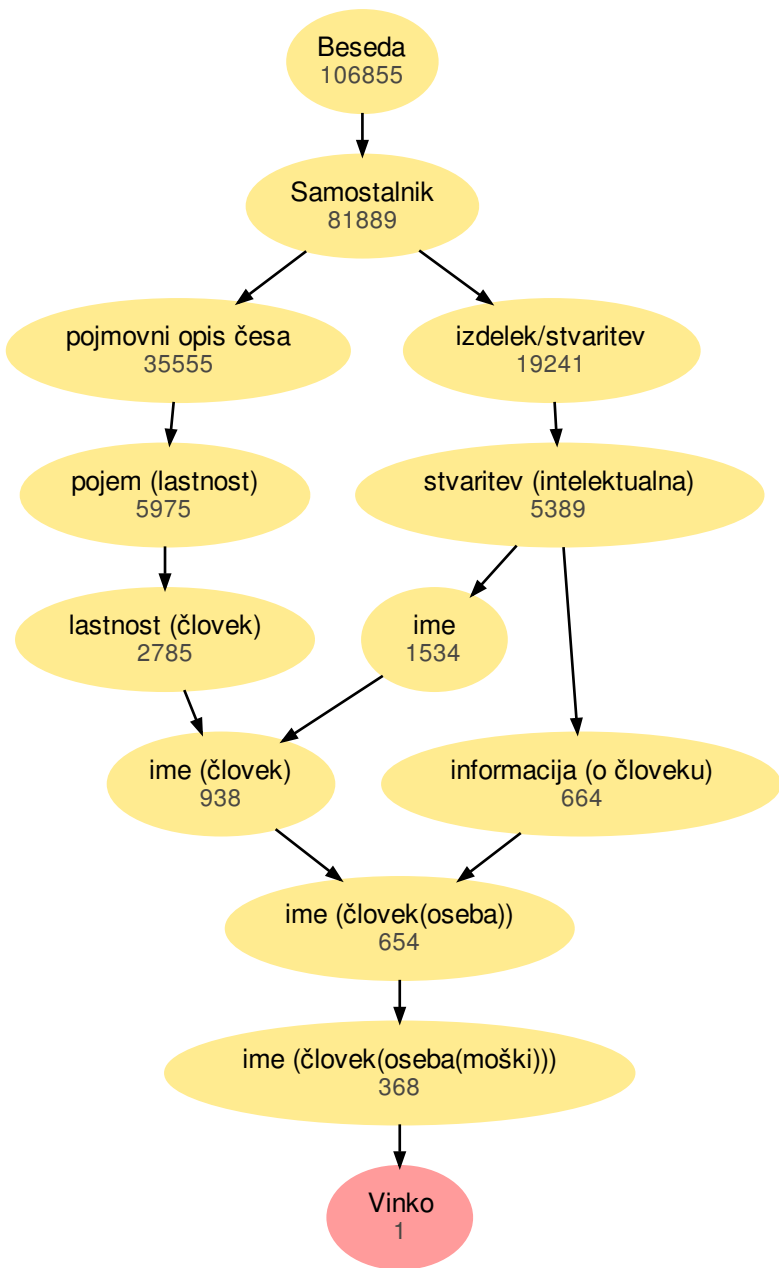 Beseda
106855
Samostalnik
81889
pojmovni opis česa
35555
izdelek/stvaritev
19241
pojem (lastnost)
5975
stvaritev (intelektualna)
5389
lastnost (človek)
2785
ime
1534
ime (človek)
938
informacija (o človeku)
664
ime (človek(oseba))
654
ime (človek(oseba(moški)))
368
Vinko
1